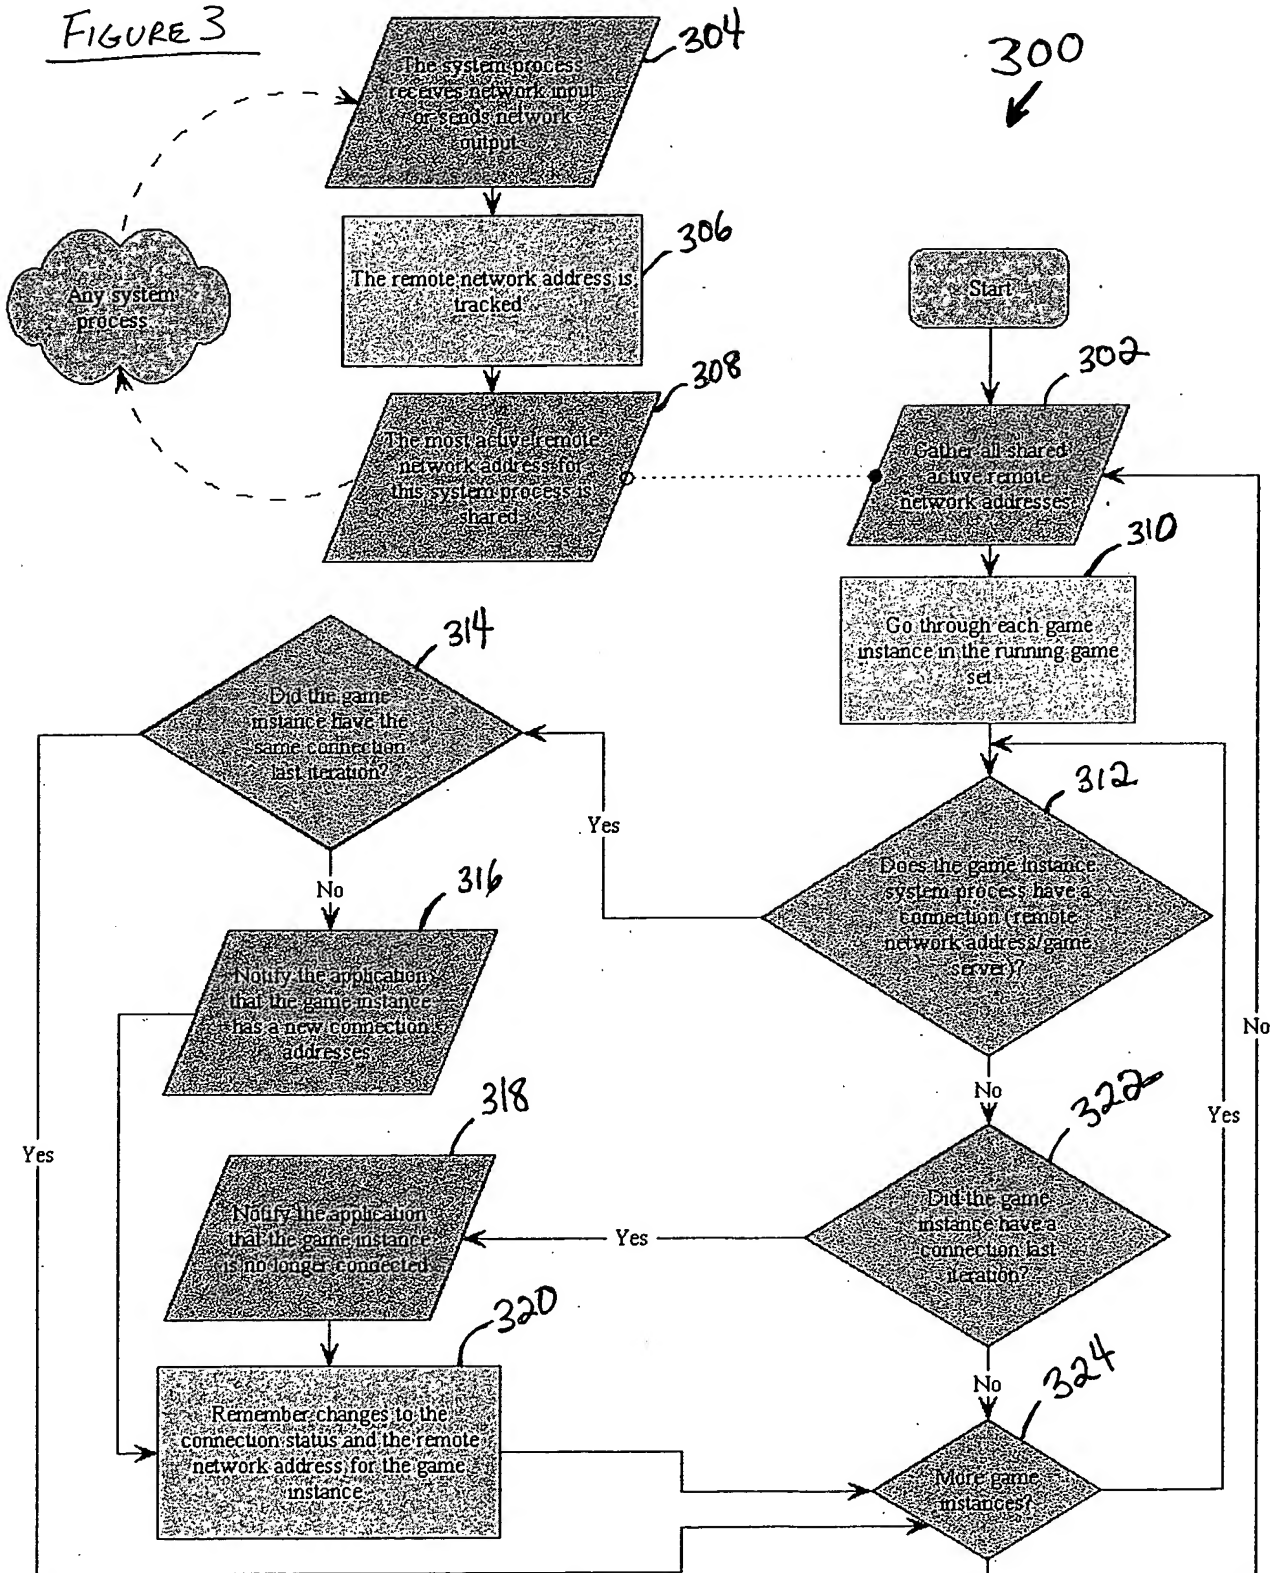 FIGURE 3
304
300
The system process
receives network input
or sends network
output
306
The remote network address is
tracked
Any system
process
Start
308
302
The most active remote
network address for
this system process is
shared
Gather all shared
active remote
network addresses
310
Go through each game
instance in the running game
set
314
Did the game
instance have the
same connection
last iteration?
312
Yes
Does the game instance
system process have a
connection (remote
network address/game
server)?
No
316
Notify the application
that the game instance
has a new connection
addresses
No
No
322
Yes
318
Yes
Notify the application
that the game instance
is no longer connected
Yes
Did the game
instance have a
connection last
iteration?
320
No
324
Remember changes to the
connection status and the remote
network address for the game
instance
More game
instances?